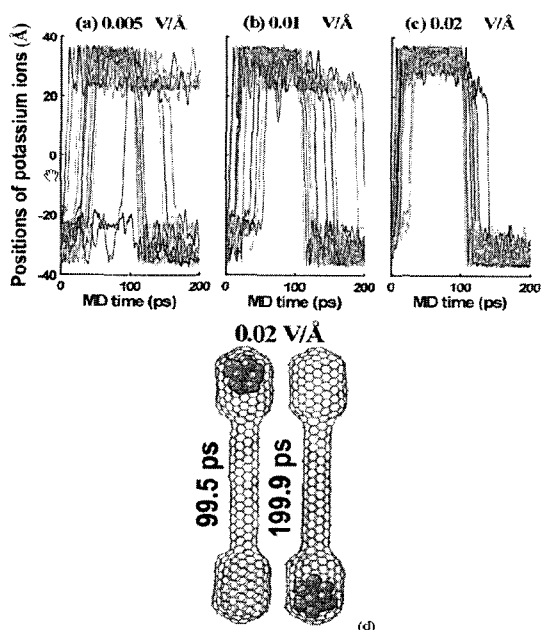 (a) 0.005 V/Å
(b) 0.01 V/Å
(c) 0.02 V/Å
Positions of potassium ions (Å)
40
20
0
-20
-40
0
100
200
0
100
200
0
100
200
MD time (ps)
MD time (ps)
MD time (ps)
0.02 V/Å
99.5 ps
199.9 ps
(d)